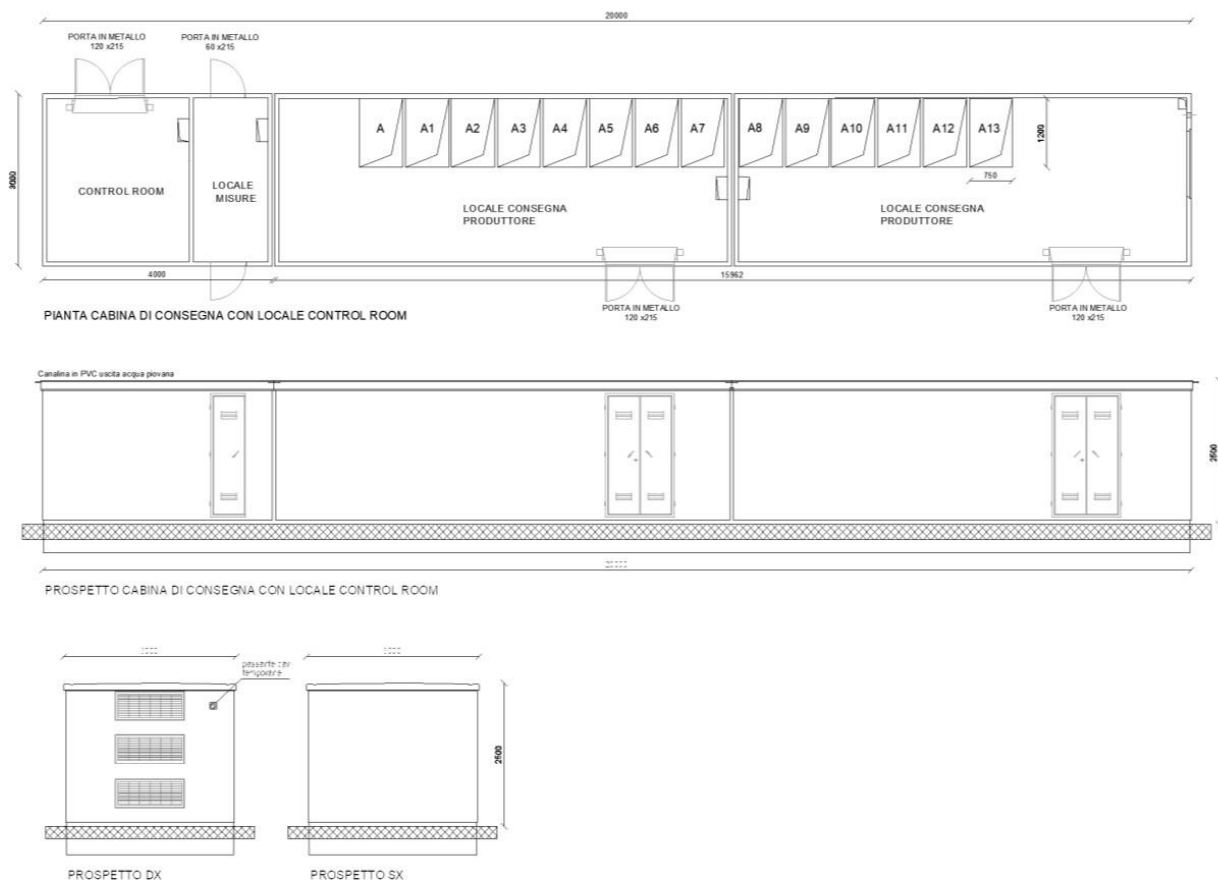 20000
PORTA IN METALLO
120 x215
PORTA IN METALLO
60 x215
A
A1
A2
A3
A4
A5
A6
A7
A8
A9
A10
A11
A12
A13
1200
750
CONTROL ROOM
LOCALE
MISURE
LOCALE CONSEGNA
PRODUTTORE
LOCALE CONSEGNA
PRODUTTORE
4000
15962
PORTA IN METALLO
120 x215
PORTA IN METALLO
120 x215
PIANTA CABINA DI CONSEGNA CON LOCALE CONTROL ROOM
Canalina in PVC uscita acqua piovana
PROSPETTO CABINA DI CONSEGNA CON LOCALE CONTROL ROOM
2500
PROSPETTO DX
PROSPETTO SX